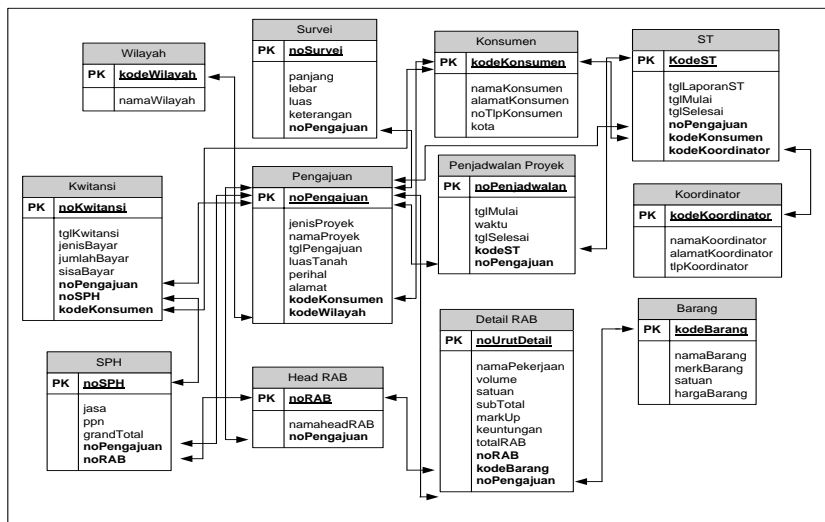 Wilayah
PK kodeWilayah
namaWilayah
Survei
PK noSurvei
panjang
lebar
luas
keterangan
noPengajuan
Konsumen
PK kodeKonsumen
namaKonsumen
alamatKonsumen
noTlpKonsumen
kota
ST
PK KodeST
tglLaporanST
tglMulai
tglSelesai
noPengajuan
kodeKonsumen
kodeKoordinator
Kwitansi
PK noKwitansi
tglKwitansi
jenisBayar
jumlahBayar
sisaBayar
noPengajuan
noSPH
kodeKonsumen
Pengajuan
PK noPengajuan
jenisProyek
namaProyek
tglPengajuan
luasTanah
perihal
alamat
kodeKonsumen
kodeWilayah
Penjadwalan Proyek
PK noPenjadwalan
tglMulai
waktu
tglSelesai
kodeST
noPengajuan
Koordinator
PK kodeKoordinator
namaKoordinator
alamatKoordinator
tlpKoordinator
SPH
PK noSPH
jasa
ppn
grandTotal
noPengajuan
noRAB
Head RAB
PK noRAB
namaheadRAB
noPengajuan
Detail RAB
PK noUrutDetail
namaPekerjaan
volume
satuan
subTotal
markUp
keuntungan
totalRAB
noRAB
kodeBarang
noPengajuan
Barang
PK kodeBarang
namaBarang
merkBarang
satuan
hargaBarang